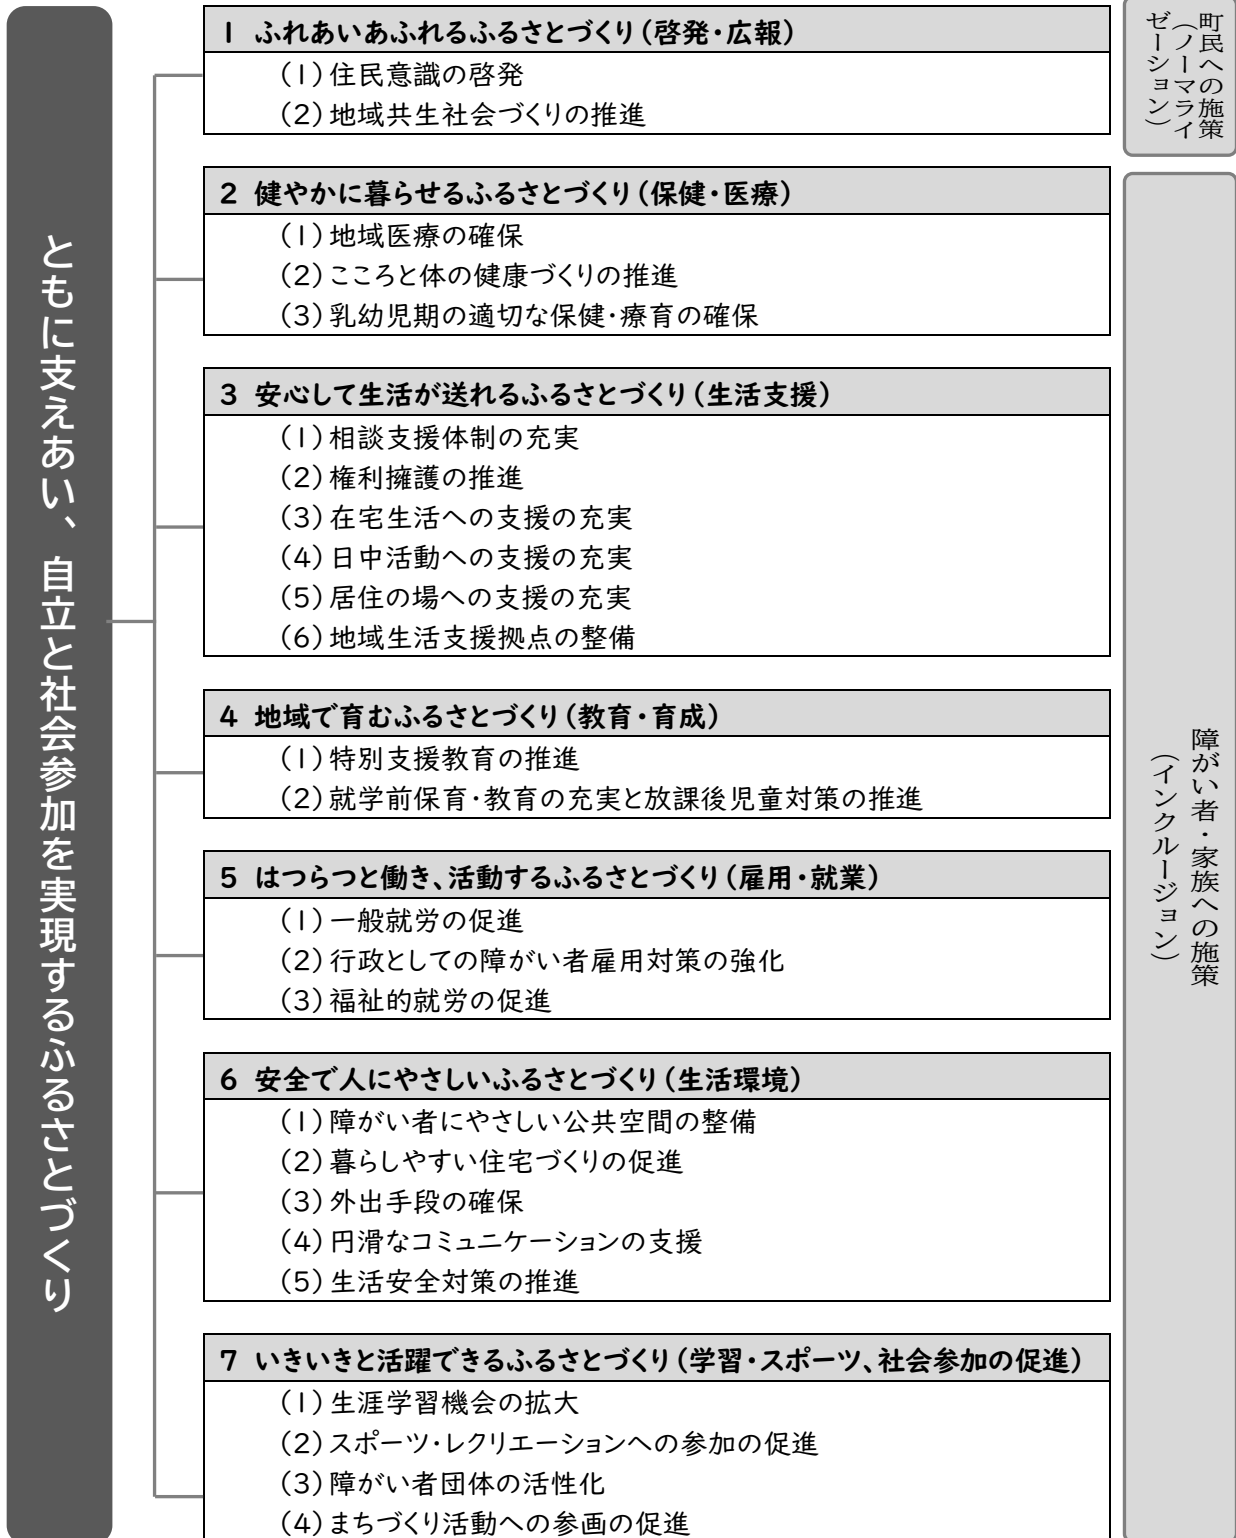 ともに支えあい、自立と社会参加を実現するふるさとづくり
1 ふれあいあふれるふるさとづくり(啓発・広報)
(1)住民意識の啓発
(2)地域共生社会づくりの推進
2 健やかに暮らせるふるさとづくり(保健・医療)
(1)地域医療の確保
(2)こころと体の健康づくりの推進
(3)乳幼児期の適切な保健・療育の確保
3 安心して生活が送れるふるさとづくり(生活支援)
(1)相談支援体制の充実
(2)権利擁護の推進
(3)在宅生活への支援の充実
(4)日中活動への支援の充実
(5)居住の場への支援の充実
(6)地域生活支援拠点の整備
4 地域で育むふるさとづくり(教育・育成)
(1)特別支援教育の推進
(2)就学前保育・教育の充実と放課後児童対策の推進
5 はつらつと働き、活動するふるさとづくり(雇用・就業)
(1)一般就労の促進
(2)行政としての障がい者雇用対策の強化
(3)福祉的就労の促進
6 安全で人にやさしいふるさとづくり(生活環境)
(1)障がい者にやさしい公共空間の整備
(2)暮らしやすい住宅づくりの促進
(3)外出手段の確保
(4)円滑なコミュニケーションの支援
(5)生活安全対策の推進
7 いきいきと活躍できるふるさとづくり(学習・スポーツ、社会参加の促進)
(1)生涯学習機会の拡大
(2)スポーツ・レクリエーションへの参加の促進
(3)障がい者団体の活性化
(4)まちづくり活動への参画の促進
町民への施策
(ノーマライ
ゼーション)
障がい者・家族への施策
(インクルージョン)